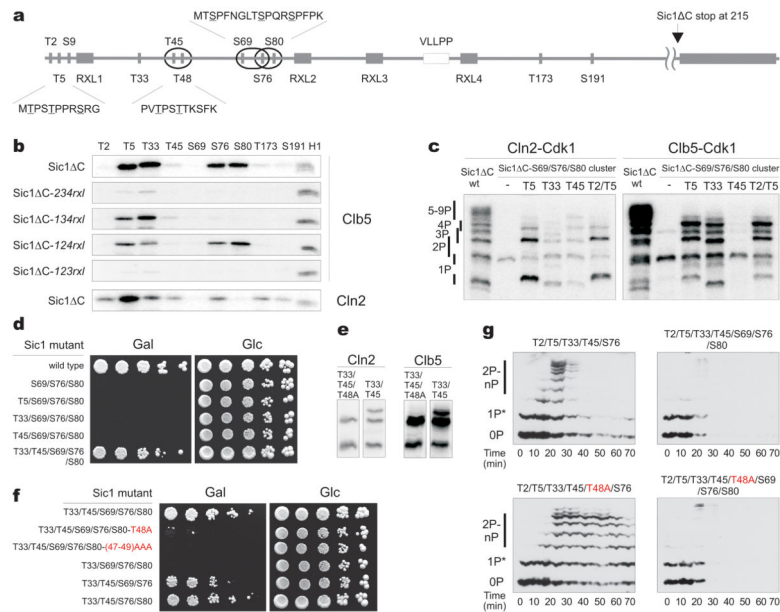 a
MTSPFNGLTSPQRSPFPK
Sic1ΔC stop at 215
T2 S9 T45 S69 S80 VLLPP
T5 RXL1 T33 T48 S76 RXL2 RXL3 RXL4 T173 S191
MTPSTPPRSRG PVTPSTTKSFK
b
T2 T5 T33 T45 S69 S76 S80 T173 S191 H1
Sic1ΔC
Sic1ΔC-234rxl
Sic1ΔC-134rxl
Sic1ΔC-124rxl
Sic1ΔC-123rxl
Clb5
Sic1ΔC
Cln2
c
Cln2-Cdk1 Clb5-Cdk1
Sic1ΔC wt Sic1ΔC-S69/S76/S80 cluster Sic1ΔC wt Sic1ΔC-S69/S76/S80 cluster
- T5 T33 T45 T2/T5 - T5 T33 T45 T2/T5
5-9P
4P
3P
2P
1P
d
Sic1 mutant Gal Glc
wild type
S69/S76/S80
T5/S69/S76/S80
T33/S69/S76/S80
T45/S69/S76/S80
T33/T45/S69/S76
/S80
e
Cln2 Clb5
T33/
T45/
T48A
T33/
T45
T33/
T45/
T48A
T33/
T45
f
Sic1 mutant Gal Glc
T33/T45/S69/S76/S80
T33/T45/S69/S76/S80-T48A
T33/T45/S69/S76/S80-(47-49)AAA
T33/S69/S76/S80
T33/T45/S69/S76
T33/T45/S76/S80
g
T2/T5/T33/T45/S76
T2/T5/T33/T45/S69/S76
/S80
2P-
nP
1P*
0P
0 10 20 30 40 50 60 70 0 10 20 30 40 50 60 70
Time
(min)
Time
(min)
T2/T5/T33/T45/T48A/S76
T2/T5/T33/T45/T48A/S69
/S76/S80
2P-
nP
1P*
0P
0 10 20 30 40 50 60 70 0 10 20 30 40 50 60 70
Time
(min)
Time
(min)